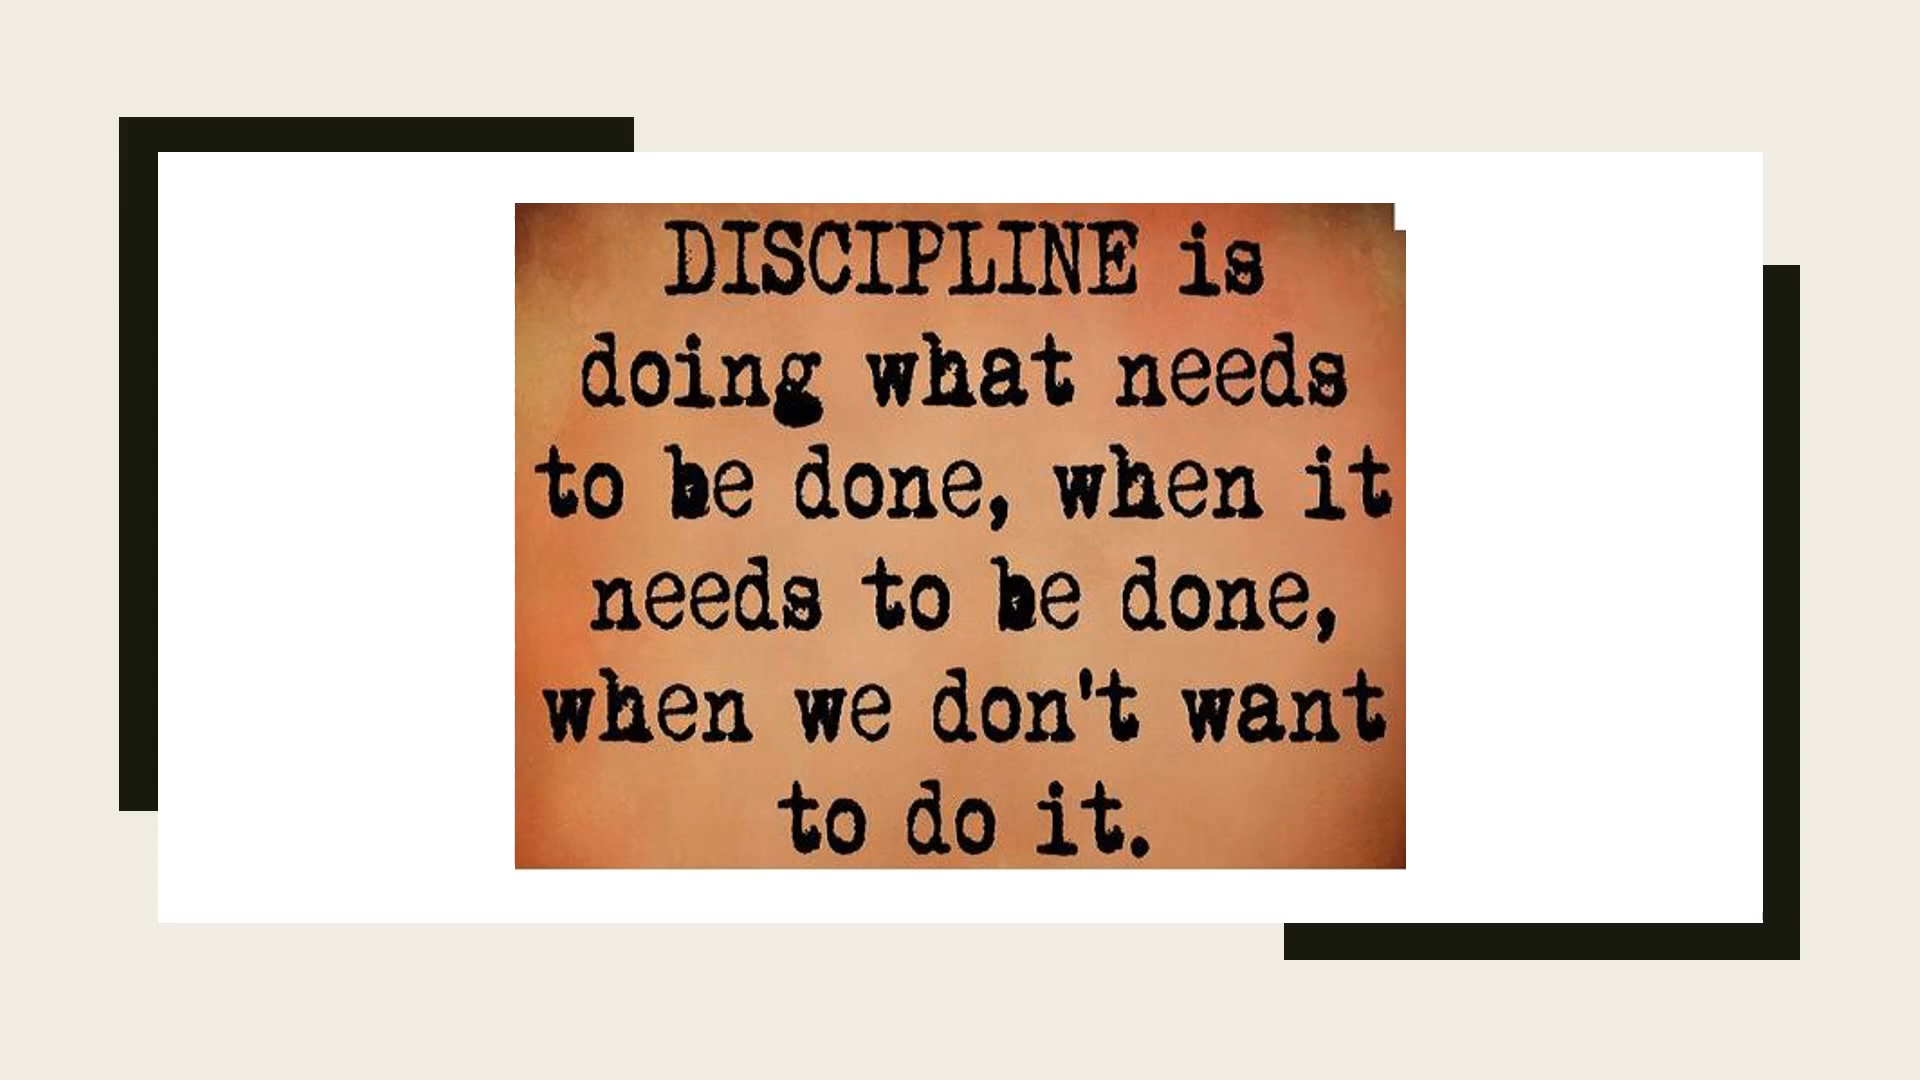 DISCIPLINE is
doing what needs
to be done, when it
needs to be done,
when we don't want
to do it.